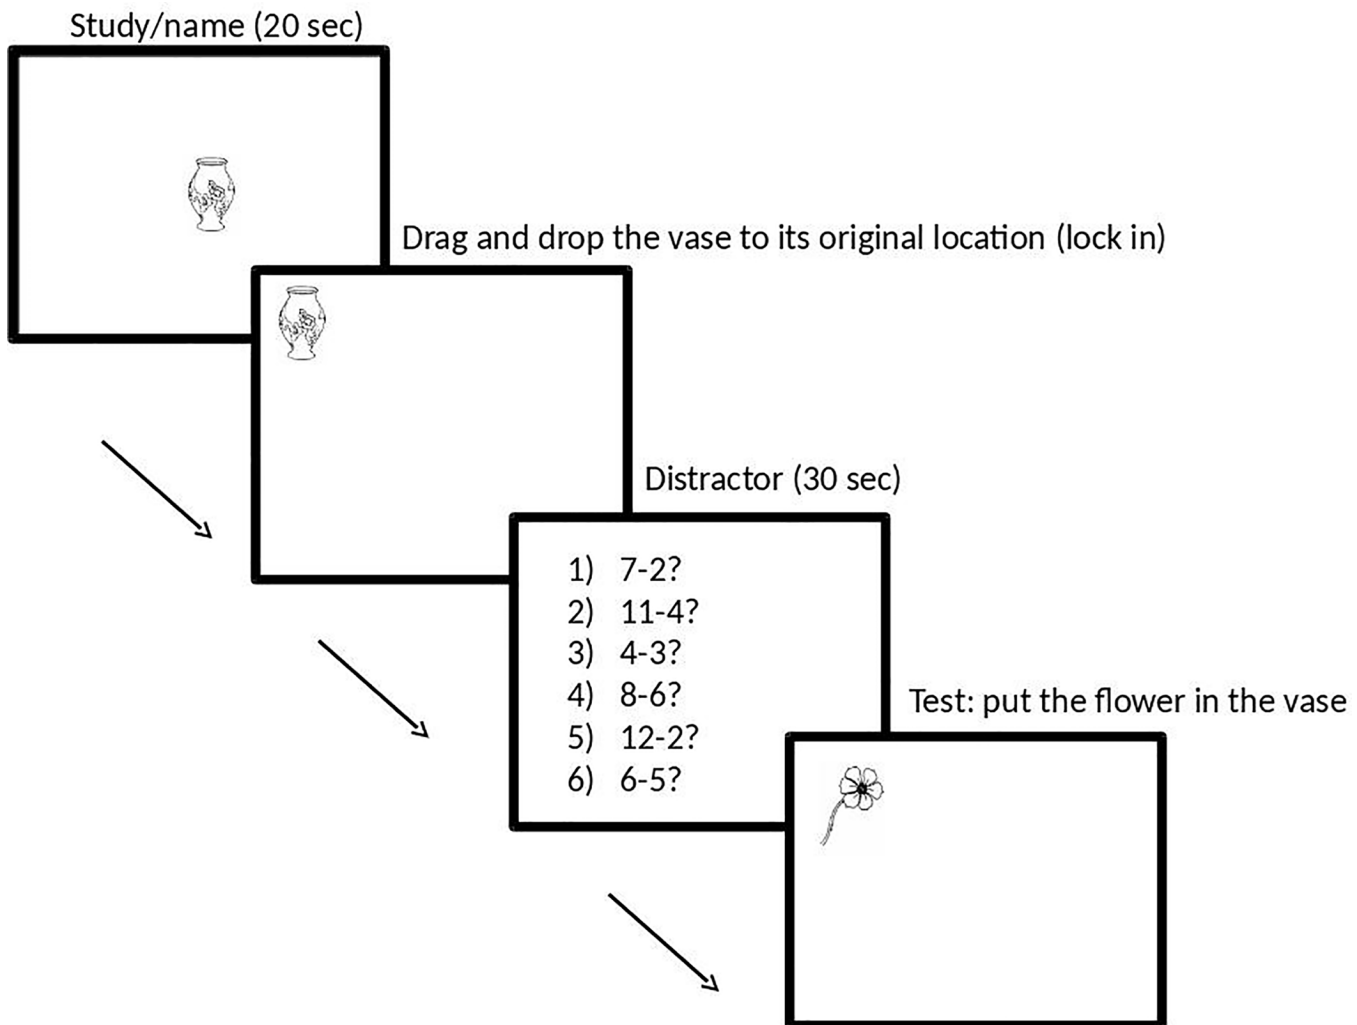 Study/name (20 sec)
Drag and drop the vase to its original location (lock in)
Distractor (30 sec)
1) 7-2?
2) 11-4?
3) 4-3?
4) 8-6?
5) 12-2?
6) 6-5?
Test: put the flower in the vase